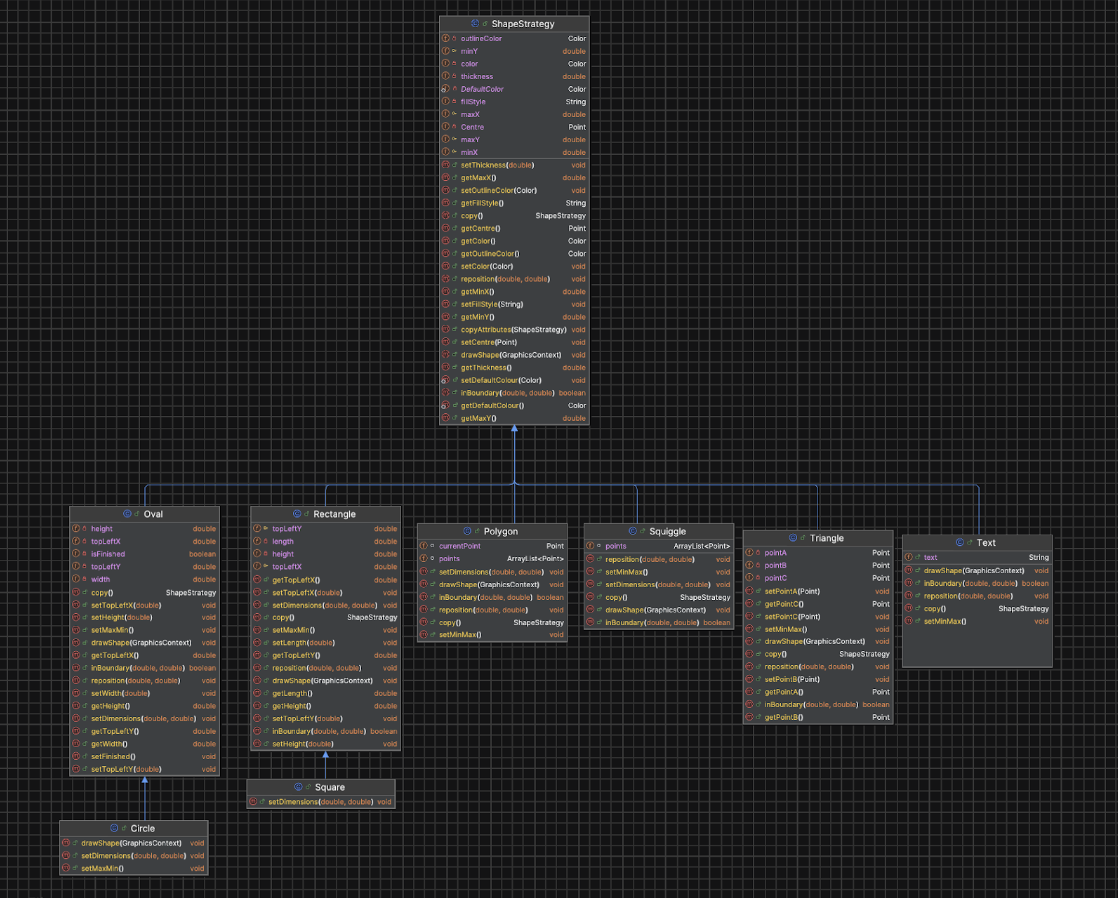 ShapeStrategy
outlineColor Color
minY double
color Color
thickness double
DefaultColor Color
fillStyle String
maxX double
Centre Point
maxY double
minX double
setThickness(double) void
getMaxX() double
setOutlineColor(Color) void
getFillStyle() String
copy() ShapeStrategy
getCentre() Point
getColor() Color
getOutlineColor() Color
setColor(Color) void
reposition(double, double) void
getMinX() double
setFillStyle(String) void
getMinY() double
copyAttributes(ShapeStrategy) void
setCentre(Point) void
drawShape(GraphicsContext) void
getThickness() double
setDefaultColour(Color) void
inBoundary(double, double) boolean
getDefaultColour() Color
getMaxY() double
Oval
height double
topLeftX double
isFinished boolean
topLeftY double
width double
copy() ShapeStrategy
setTopLeftX(double) void
setHeight(double) void
setMaxMin() void
drawShape(GraphicsContext) void
getTopLeftX() double
inBoundary(double, double) boolean
reposition(double, double) void
setWidth(double) void
getHeight() double
setDimensions(double, double) void
getTopLeftY() double
getWidth() double
setFinished() void
setTopLeftY(double) void
Rectangle
topLeftY double
length double
height double
topLeftX double
getTopLeftX() double
setTopLeftX(double) void
setDimensions(double, double) void
copy() ShapeStrategy
setMaxMin() void
setLength(double) void
getTopLeftY() double
reposition(double, double) void
drawShape(GraphicsContext) void
getLength() double
getHeight() double
setTopLeftY(double) void
inBoundary(double, double) boolean
setHeight(double) void
Polygon
currentPoint Point
points ArrayList<Point>
setDimensions(double, double) void
drawShape(GraphicsContext) void
inBoundary(double, double) boolean
reposition(double, double) void
copy() ShapeStrategy
setMinMax() void
Squiggle
points ArrayList<Point>
reposition(double, double) void
setMinMax() void
setDimensions(double, double) void
copy() ShapeStrategy
drawShape(GraphicsContext) void
inBoundary(double, double) boolean
Triangle
pointA Point
pointB Point
pointC Point
setPointA(Point) void
getPointC() Point
setPointC(Point) void
setMinMax() void
drawShape(GraphicsContext) void
copy() ShapeStrategy
reposition(double, double) void
setPointB(Point) void
getPointA() Point
inBoundary(double, double) boolean
getPointB() Point
Text
text String
drawShape(GraphicsContext) void
inBoundary(double, double) boolean
reposition(double, double) void
copy() ShapeStrategy
setMinMax() void
Square
setDimensions(double, double) void
Circle
drawShape(GraphicsContext) void
setDimensions(double, double) void
setMaxMin() void